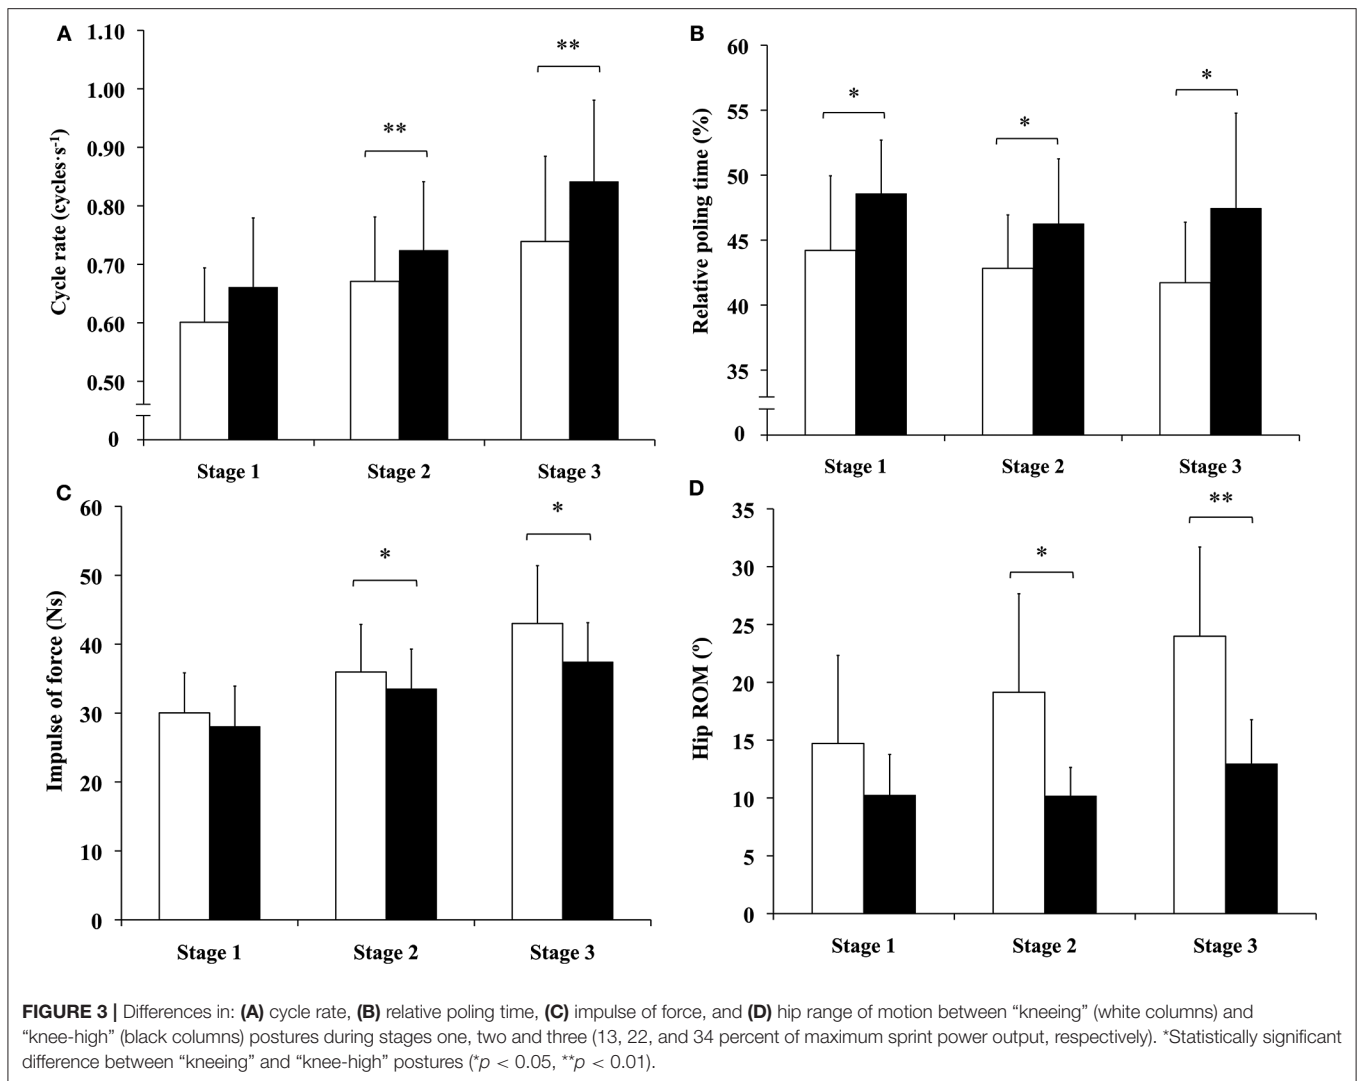 A
1.10
1.00
0.90
0.80
0.70
0.60
0.50
0
Cycle rate (cycles·s⁻¹)
**
**
Stage 1 Stage 2 Stage 3
B
60
55
50
45
40
35
0
Relative poling time (%)
*
*
*
Stage 1 Stage 2 Stage 3
C
60
50
40
30
20
10
0
Impulse of force (Ns)
*
*
Stage 1 Stage 2 Stage 3
D
35
30
25
20
15
10
5
0
Hip ROM (º)
*
**
Stage 1 Stage 2 Stage 3
FIGURE 3 | Differences in: (A) cycle rate, (B) relative poling time, (C) impulse of force, and (D) hip range of motion between “kneeing” (white columns) and
“knee-high” (black columns) postures during stages one, two and three (13, 22, and 34 percent of maximum sprint power output, respectively). *Statistically significant
difference between “kneeing” and “knee-high” postures (*p < 0.05, **p < 0.01).